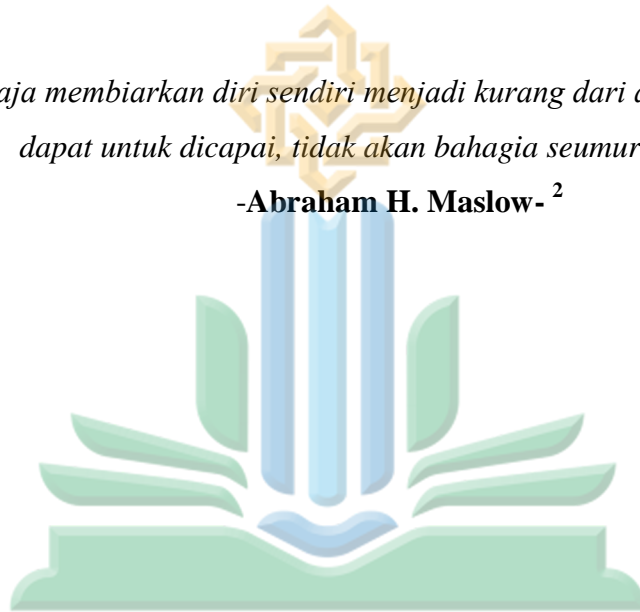 aja membiarkan diri sendiri menjadi kurang dari
dapat untuk dicapai, tidak akan bahagia seumur
-Abraham H. Maslow- 2